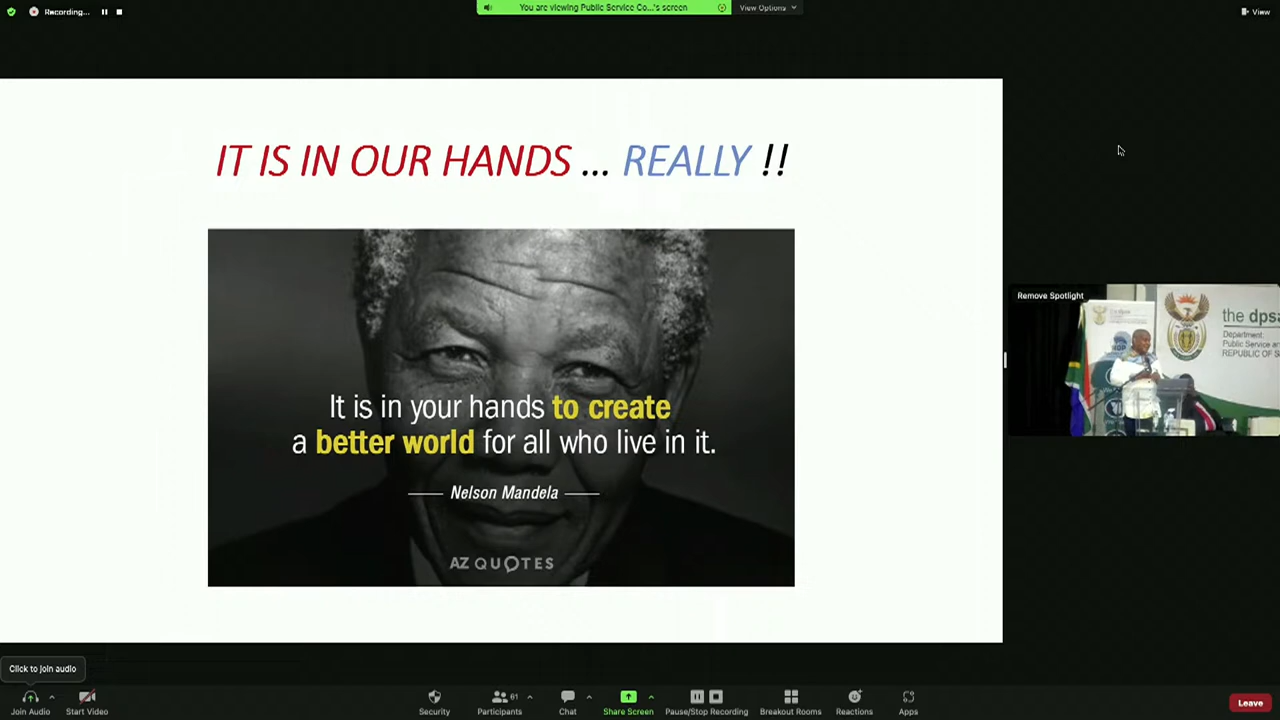 Recording...
You are viewing Public Service Co...'s screen
View Options
View
IT IS IN OUR HANDS ... REALLY !!
It is in your hands to create
a better world for all who live in it.
Nelson Mandela
AZ QUOTES
Remove Spotlight
the dpsa
Department:
Public Service an
REPUBLIC OF S
Click to join audio
Join Audio
Start Video
Security
61
Participants
Chat
Share Screen
Pause/Stop Recording
Breakout Rooms
Reactions
Apps
Leave